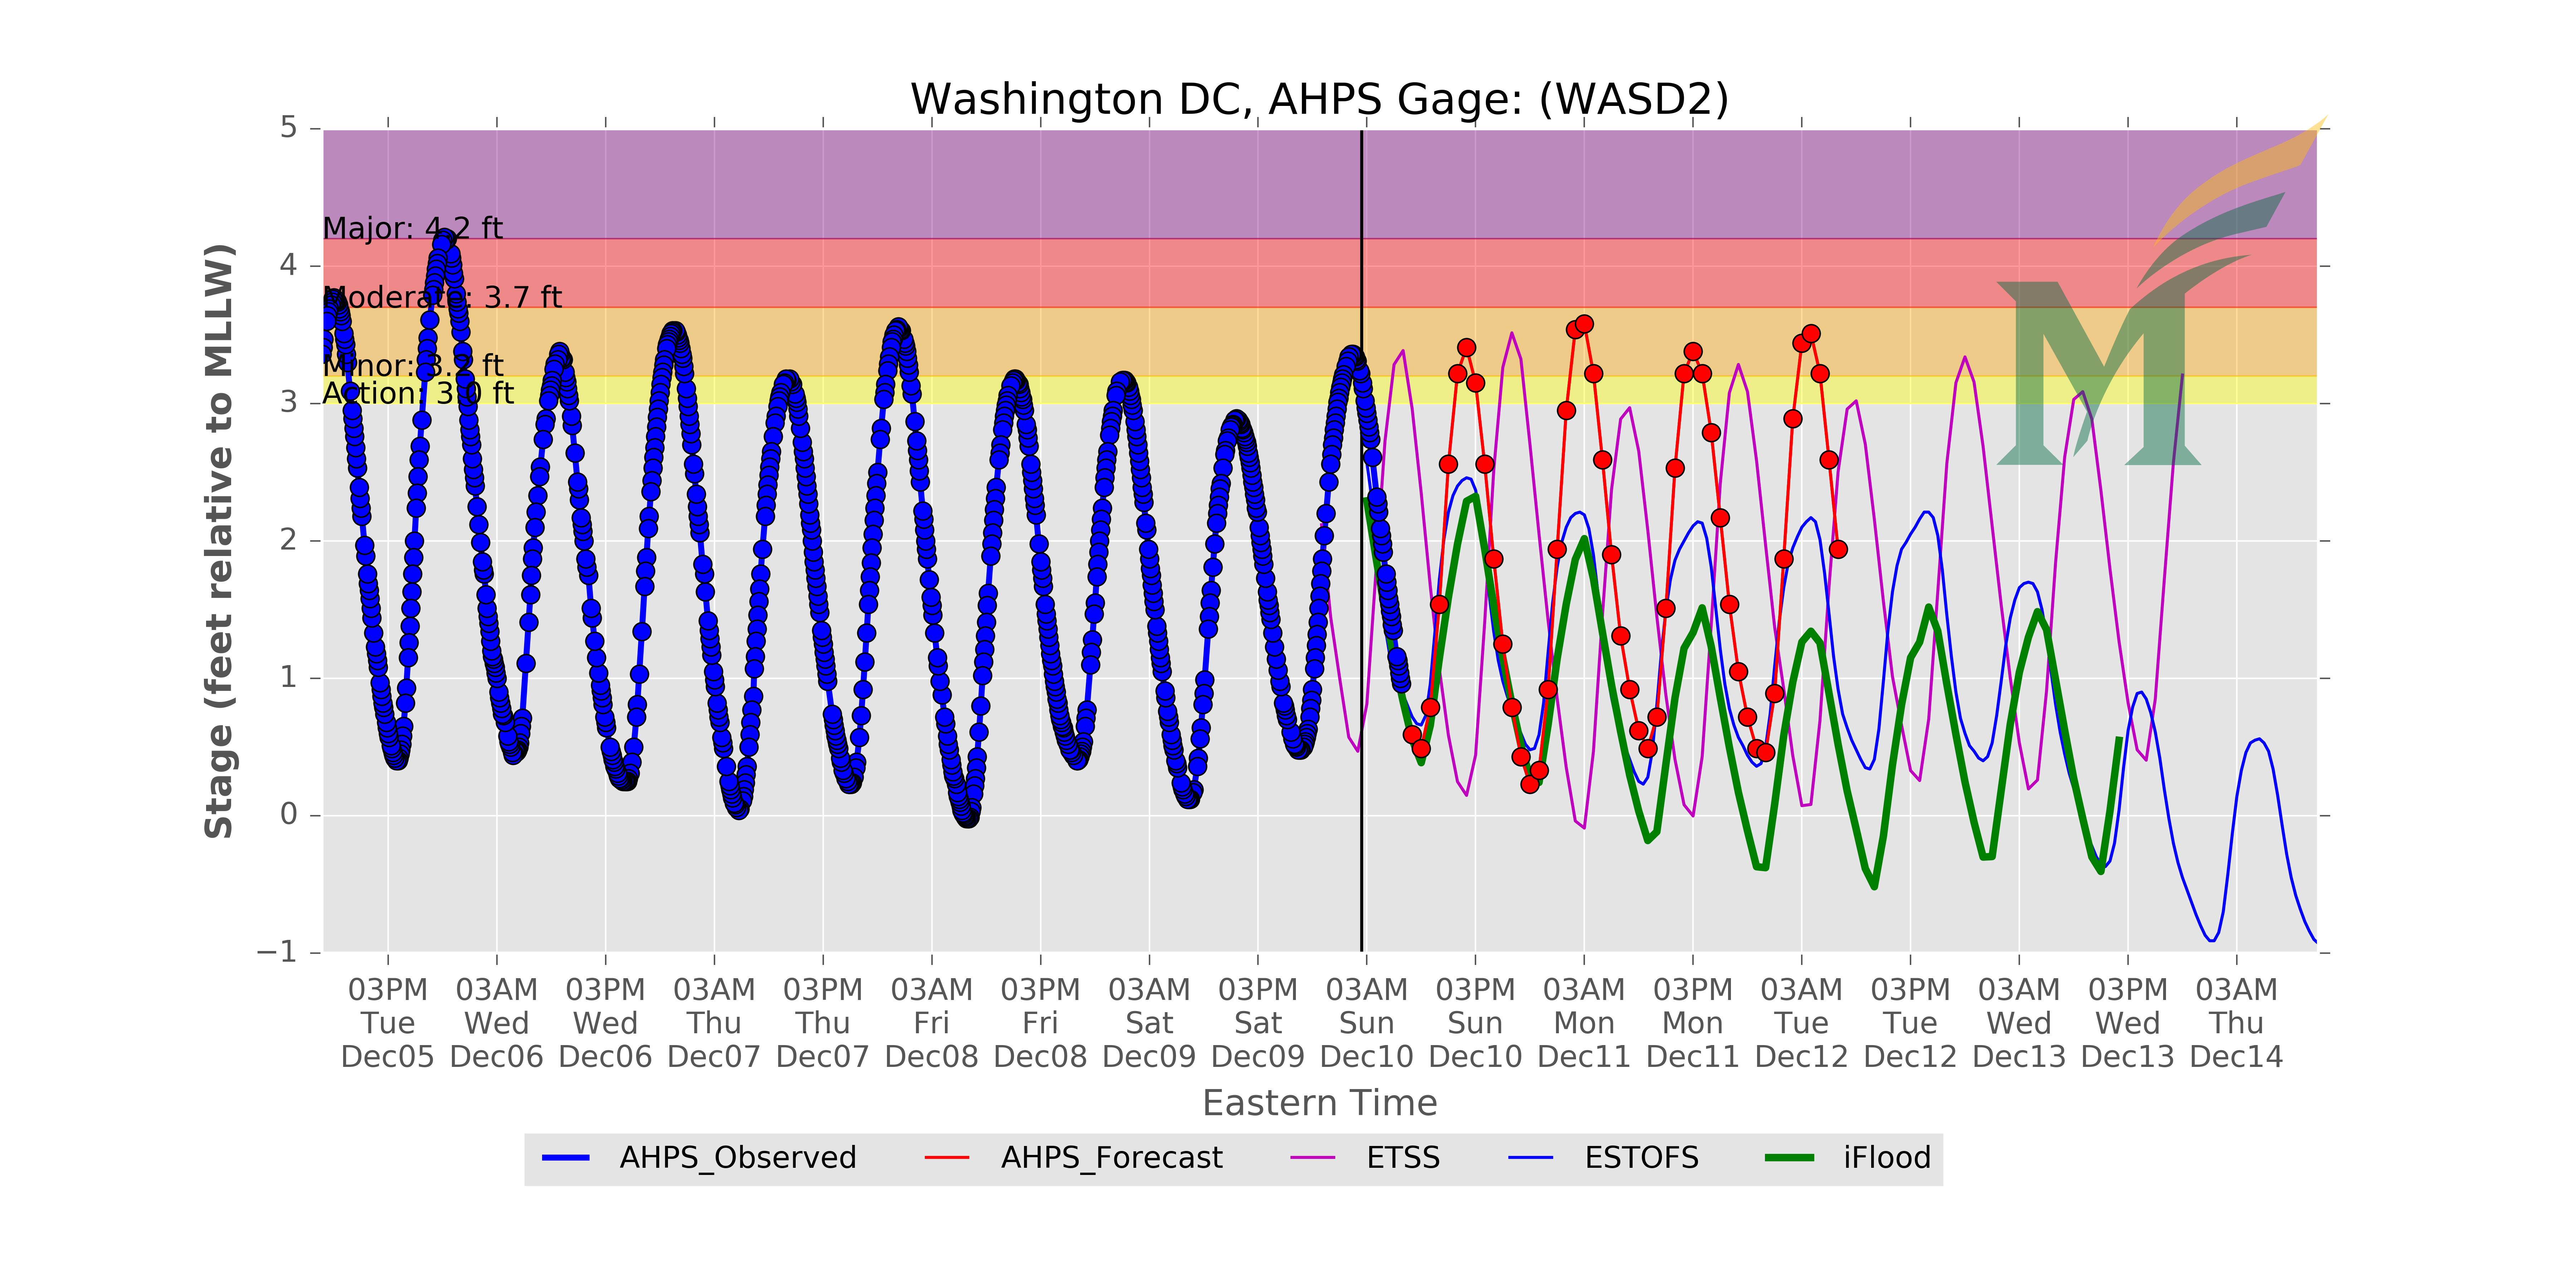 Washington DC, AHPS Gage: (WASD2)
5
4
3
2
1
0
−1
Stage (feet relative to MLLW)
Major: 4.2 ft
Moderate: 3.7 ft
Minor: 3.2 ft
Action: 3.0 ft
M
03PM 03AM 03PM 03AM 03PM 03AM 03PM 03AM 03PM 03AM 03PM 03AM 03PM 03AM 03PM 03AM 03PM 03AM
Tue Wed Wed Thu Thu Fri Fri Sat Sat Sun Sun Mon Mon Tue Tue Wed Wed Thu
Dec05 Dec06 Dec06 Dec07 Dec07 Dec08 Dec08 Dec09 Dec09 Dec10 Dec10 Dec11 Dec11 Dec12 Dec12 Dec13 Dec13 Dec14
Eastern Time
AHPS_Observed AHPS_Forecast ETSS ESTOFS iFlood